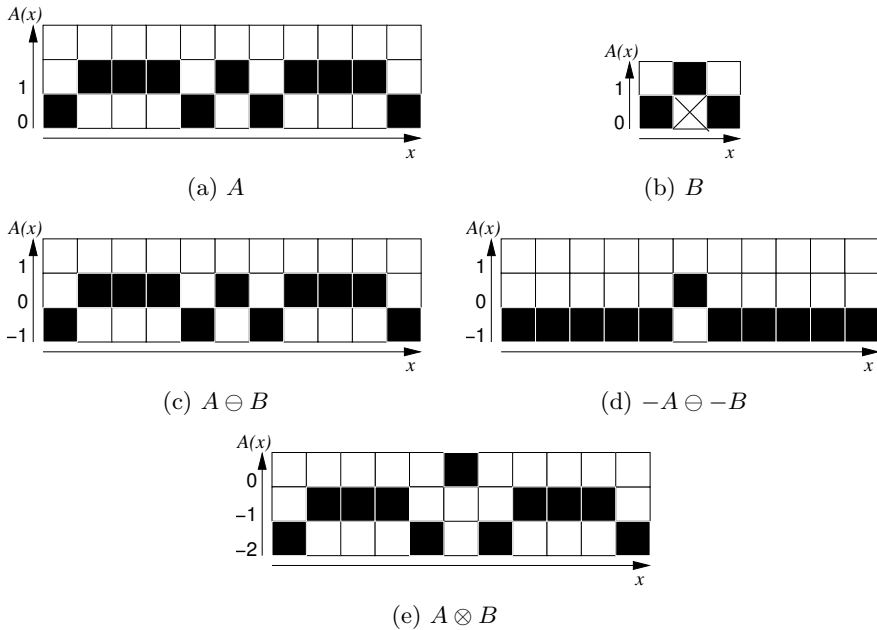 A(x)
1
0
x
(a) A
A(x)
1
0
x
(b) B
A(x)
1
0
−1
x
(c) A ⊖ B
A(x)
1
0
−1
x
(d) −A ⊖ −B
A(x)
0
−1
−2
x
(e) A ⊗ B